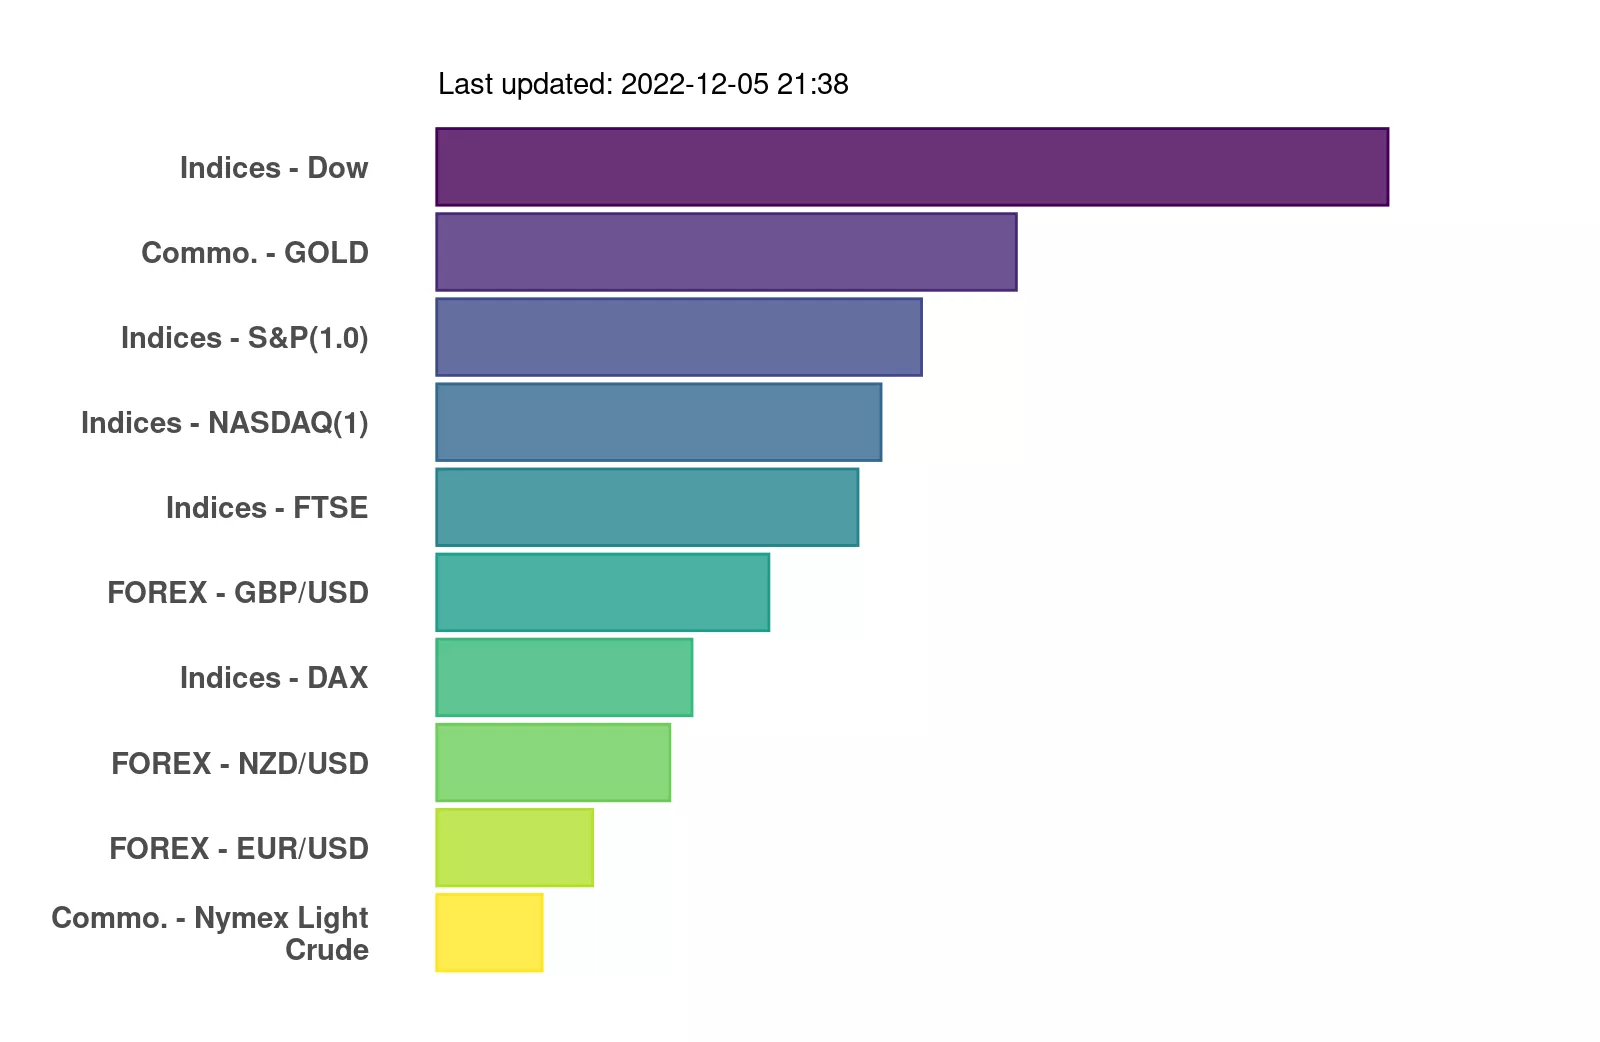 Last updated: 2022-12-05 21:38
Indices - Dow
Commo. - GOLD
Indices - S&P(1.0)
Indices - NASDAQ(1)
Indices - FTSE
FOREX - GBP/USD
Indices - DAX
FOREX - NZD/USD
FOREX - EUR/USD
Commo. - Nymex Light
Crude